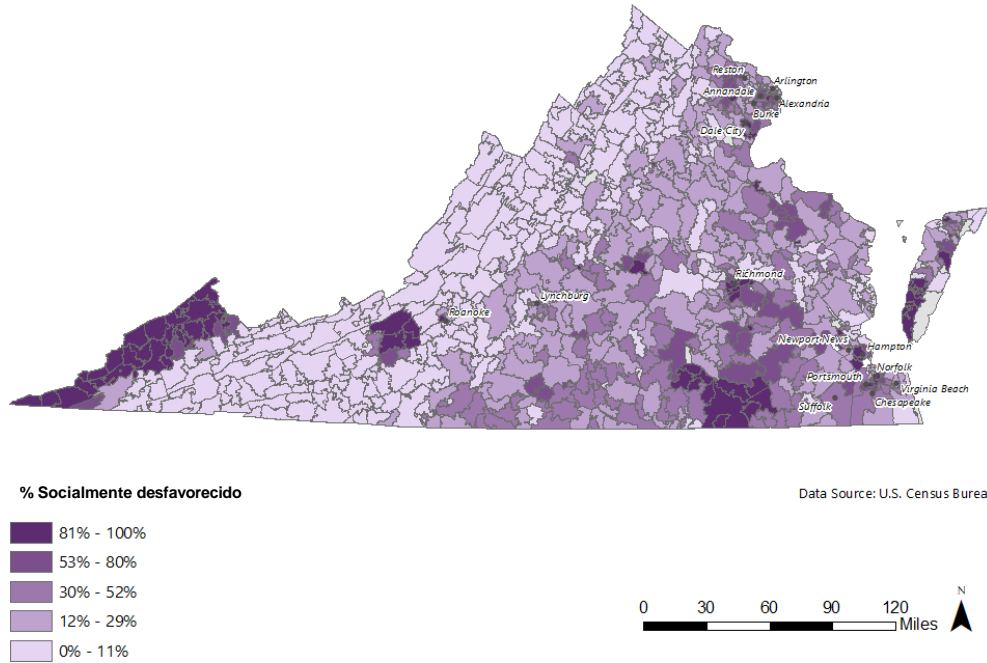 Reston
Arlington
Annandale
Alexandria
Burke
Dale City
Richmond
Lynchburg
Roanoke
Newport News
Hampton
Norfolk
Portsmouth
Virginia Beach
Suffolk
Chesapeake
% Socialmente desfavorecido
Data Source: U.S. Census Burea
81% - 100%
53% - 80%
30% - 52%
12% - 29%
0% - 11%
0 30 60 90 120
Miles
N